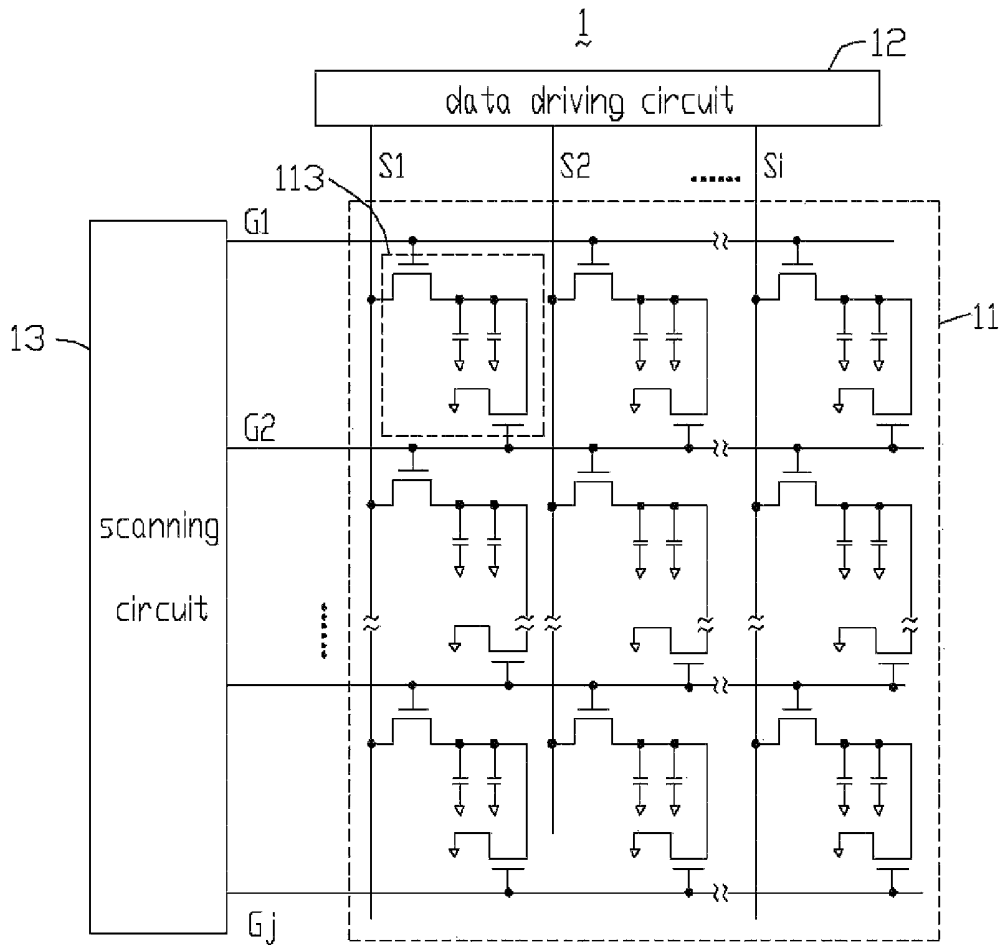 1
12
data driving circuit
S1
S2
......
Si
113
G1
11
13
G2
scanning
circuit
......
Gj